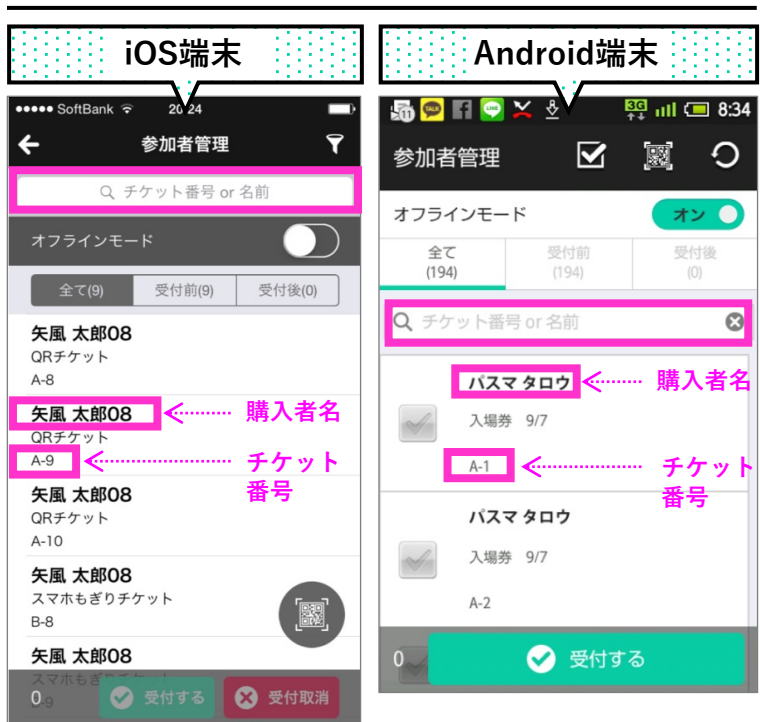 iOS端末
SoftBank
20:24
参加者管理
チケット番号 or 名前
オフラインモード
全て(9)
受付前(9)
受付後(0)
矢風 太郎08
QRチケット
A-8
矢風 太郎08
QRチケット
A-9
購入者名
チケット
番号
矢風 太郎08
QRチケット
A-10
矢風 太郎08
スマホもぎりチケット
B-8
矢風 太郎08
スマホもぎ
0
受付する
受付取消
Android端末
11
TALK
LINE
3G
8:34
参加者管理
オフラインモード
オン
全て
(194)
受付前
(194)
受付後
(0)
チケット番号 or 名前
パスマ タロウ
購入者名
入場券 9/7
A-1
チケット
番号
パスマ タロウ
入場券 9/7
A-2
0
受付する